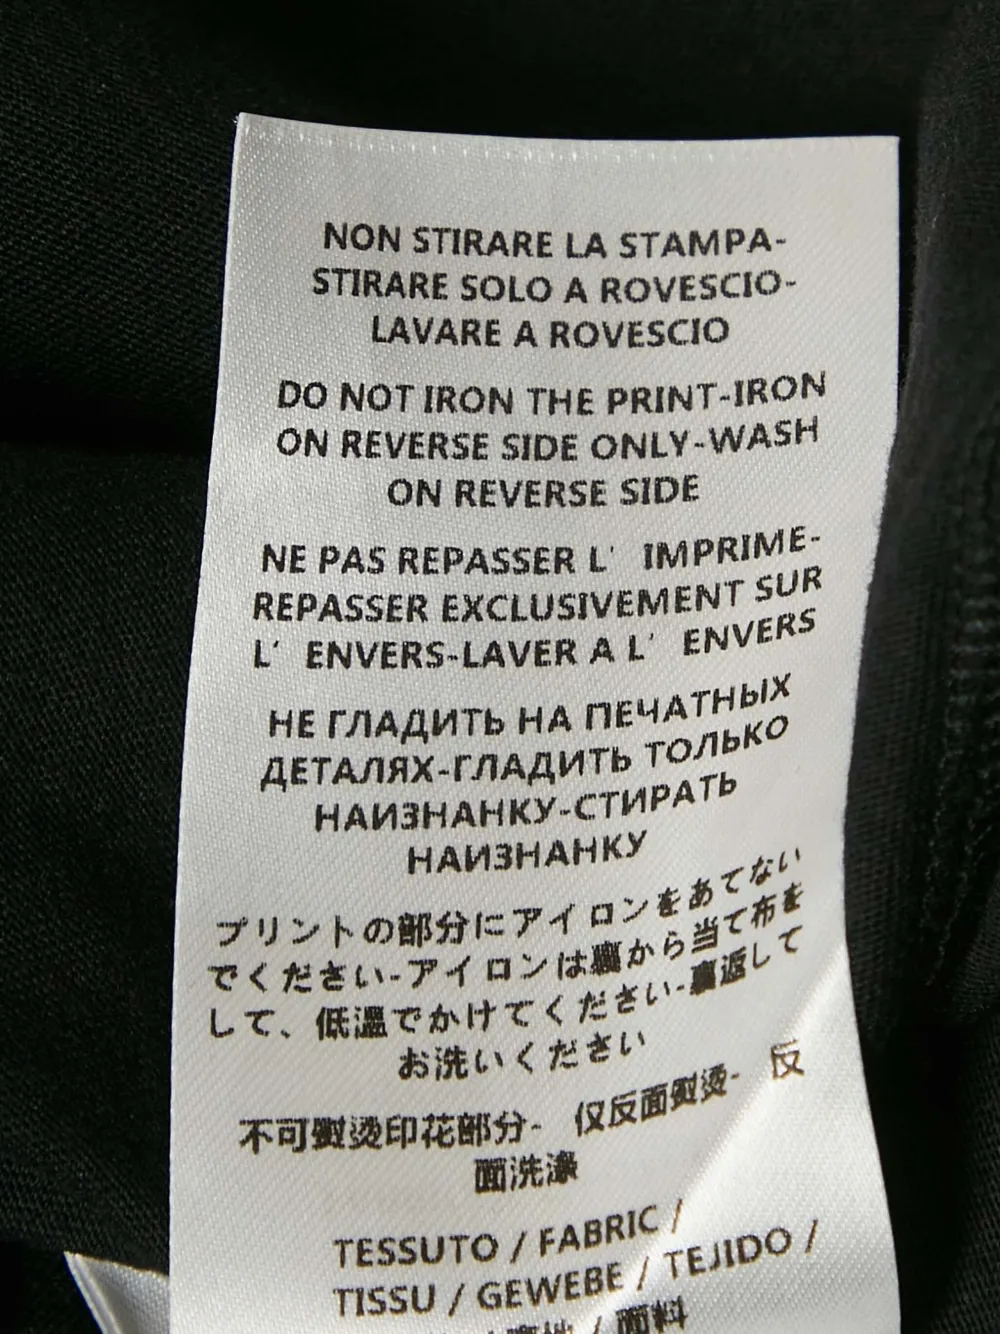 NON STIRARE LA STAMPA-
STIRARE SOLO A ROVESCIO-
LAVARE A ROVESCIO
DO NOT IRON THE PRINT-IRON
ON REVERSE SIDE ONLY-WASH
ON REVERSE SIDE
NE PAS REPASSER L' IMPRIME-
REPASSER EXCLUSIVEMENT SUR
L' ENVERS-LAVER A L' ENVERS
НЕ ГЛАДИТЬ НА ПЕЧАТНЫХ
ДЕТАЛЯХ-ГЛАДИТЬ ТОЛЬКО
НАИЗНАНКУ-СТИРАТЬ
НАИЗНАНКУ
プリントの部分にアイロンをあてない
でください-アイロンは裏から当て布を
して、低温でかけてください-裏返して
お洗いください
不可熨烫印花部分- 仅反面熨烫- 反
面洗滌
TESSUTO / FABRIC /
TISSU / GEWEBE / TEJIDO /
/ 面料